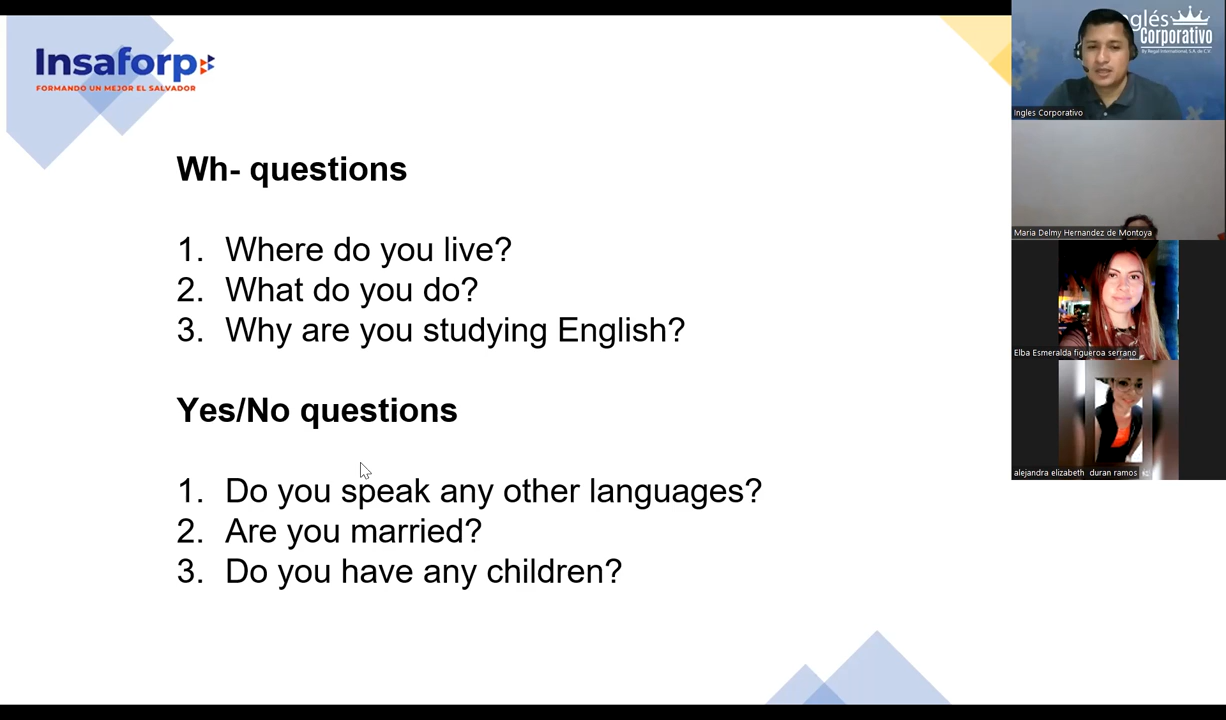 Insaforp
FORMANDO UN MEJOR EL SALVADOR
Wh- questions
1. Where do you live?
2. What do you do?
3. Why are you studying English?
Yes/No questions
1. Do you speak any other languages?
2. Are you married?
3. Do you have any children?
glés
Corporativo
By Regal International, S.A. de C.V.
Ingles Corporativo
Maria Delmy Hernandez de Montoya
Elba Esmeralda figueroa serrano
alejandra elizabeth duran ramos